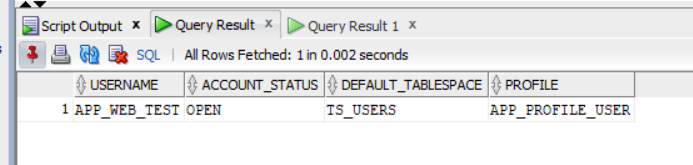 Script Output x Query Result x Query Result 1 x
SQL | All Rows Fetched: 1 in 0.002 seconds
USERNAME ACCOUNT_STATUS DEFAULT_TABLESPACE PROFILE
1 APP_WEB_TEST OPEN TS_USERS APP_PROFILE_USER